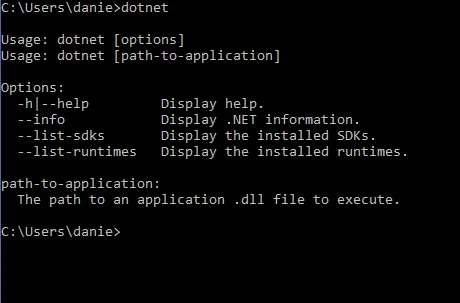 C:\Users\danie>dotnet
Usage: dotnet [options]
Usage: dotnet [path-to-application]
Options:
-h|--help Display help.
--info Display .NET information.
--list-sdks Display the installed SDKs.
--list-runtimes Display the installed runtimes.
path-to-application:
The path to an application .dll file to execute.
C:\Users\danie>